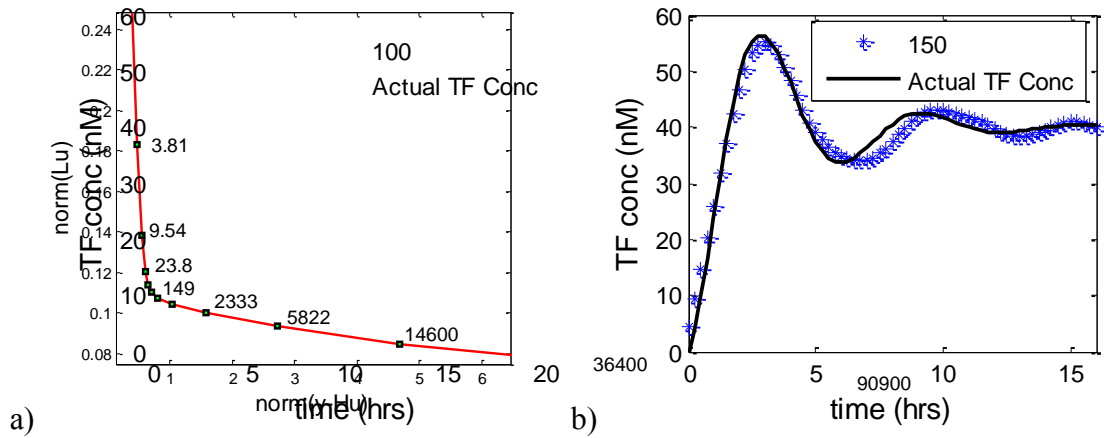 60
50
40
30
20
10
0
0.24
0.22
0.2
0.18
0.16
0.14
0.12
0.1
0.08
norm(Lu)
TF conc (nM)
100
Actual TF Conc
3.81
9.54
23.8
149
2333
5822
14600
36400
90900
0 5 10 15 20
1 2 3 4 5 6
norm(y-Hu)
time (hrs)
a)
60
50
40
30
20
10
0
TF conc (nM)
150
Actual TF Conc
0 5 10 15
time (hrs)
b)